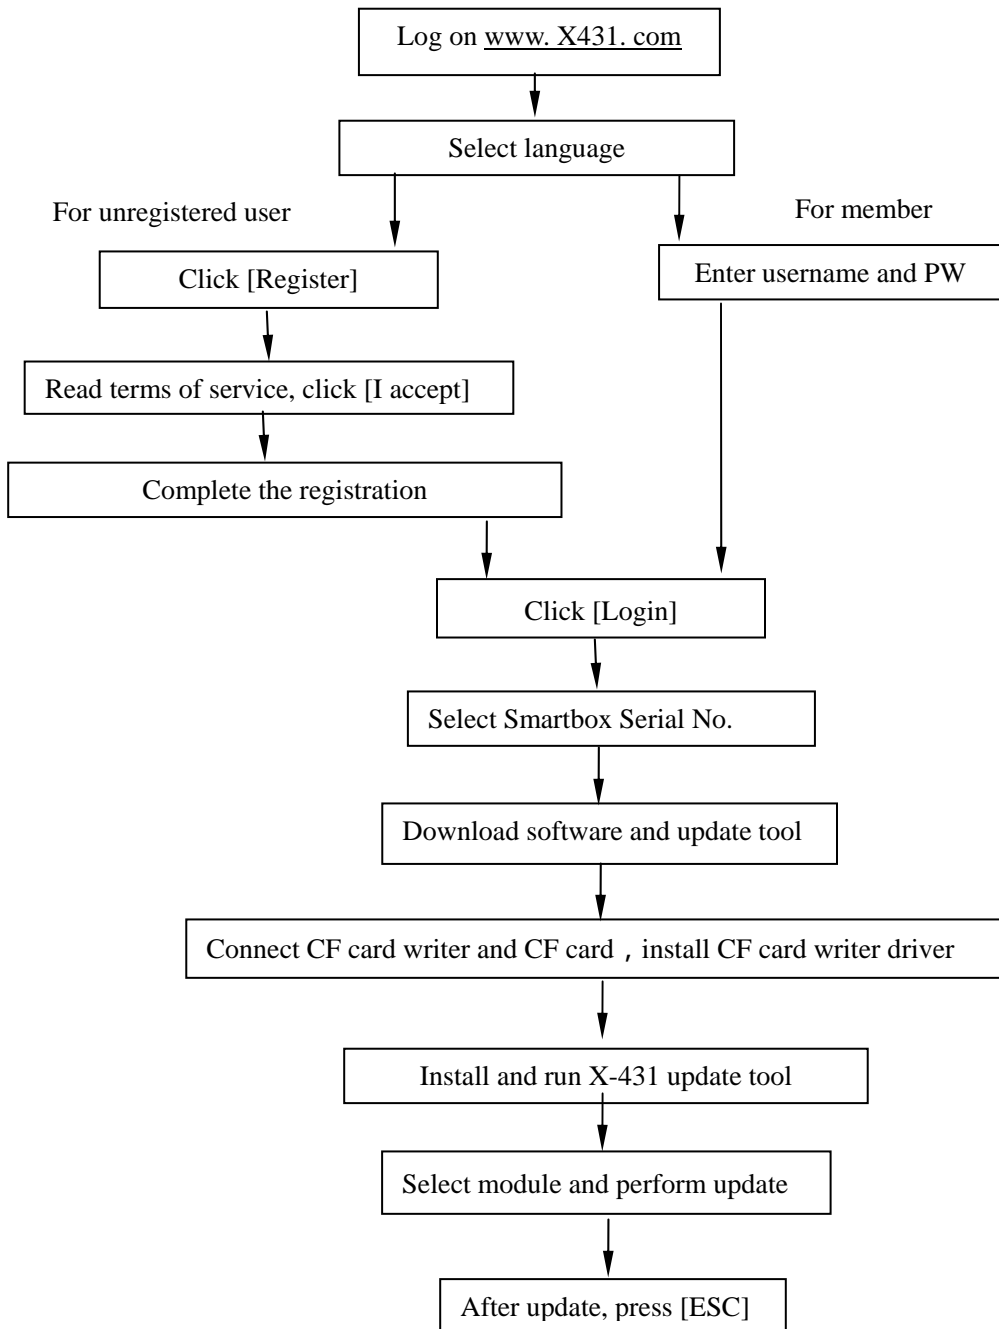 Log on www. X431. com
Select language
For unregistered user
For member
Click [Register]
Enter username and PW
Read terms of service, click [I accept]
Complete the registration
Click [Login]
Select Smartbox Serial No.
Download software and update tool
Connect CF card writer and CF card , install CF card writer driver
Install and run X-431 update tool
Select module and perform update
After update, press [ESC]